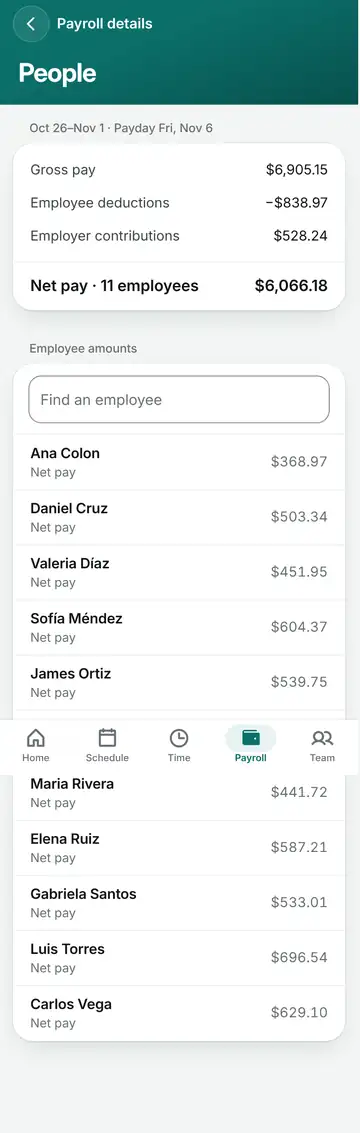 Payroll details
People
Oct 26–Nov 1 · Payday Fri, Nov 6
Gross pay $6,905.15
Employee deductions −$838.97
Employer contributions $528.24
Net pay · 11 employees $6,066.18
Employee amounts
Find an employee
Ana Colon
Net pay
$368.97
Daniel Cruz
Net pay
$503.34
Valeria Díaz
Net pay
$451.95
Sofía Méndez
Net pay
$604.37
James Ortiz
Net pay
$539.75
Home Schedule Time Payroll Team
Maria Rivera
Net pay
$441.72
Elena Ruiz
Net pay
$587.21
Gabriela Santos
Net pay
$533.01
Luis Torres
Net pay
$696.54
Carlos Vega
Net pay
$629.10